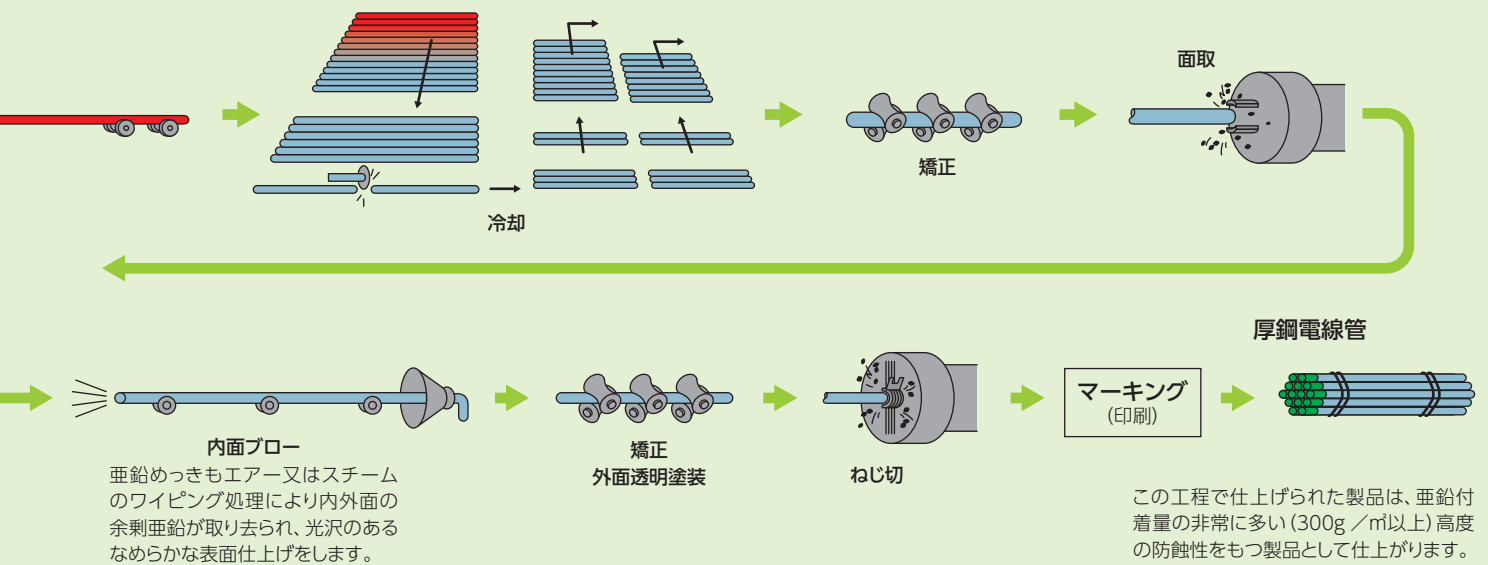 面取
矯正
冷却
厚鋼電線管
マーキング
(印刷)
内面ブロー
亜鉛めっきもエアー又はスチーム
のワイピング処理により内外面の
余剰亜鉛が取り去られ、光沢のある
なめらかな表面仕上げをします。
矯正
外面透明塗装
ねじ切
この工程で仕上げられた製品は、亜鉛付
着量の非常に多い(300g/㎡以上)高度
の防蝕性をもつ製品として仕上がります。